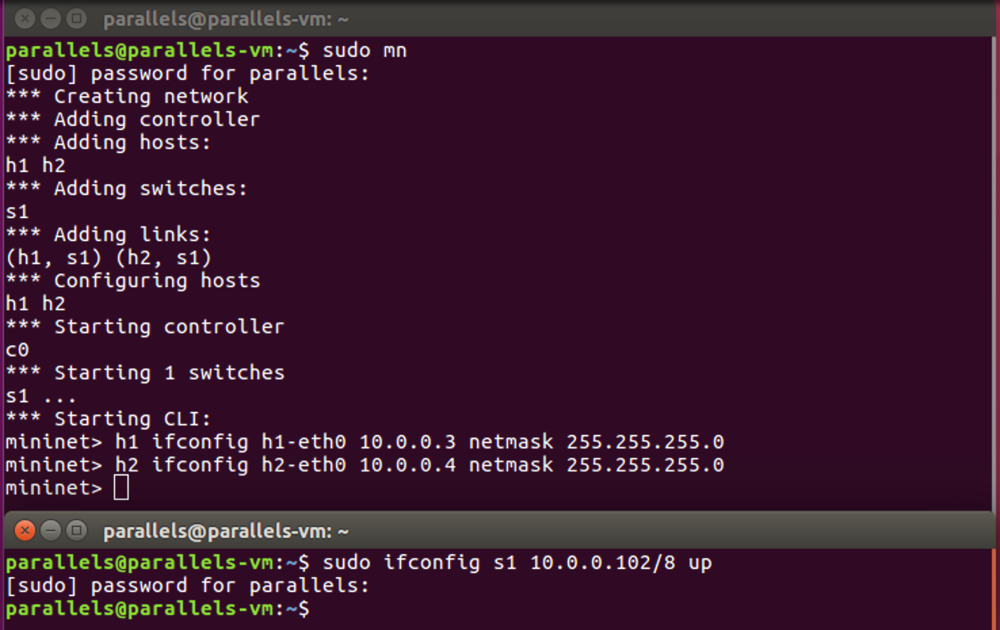 parallels@parallels-vm: ~
parallels@parallels-vm:~$ sudo mn
[sudo] password for parallels:
*** Creating network
*** Adding controller
*** Adding hosts:
h1 h2
*** Adding switches:
s1
*** Adding links:
(h1, s1) (h2, s1)
*** Configuring hosts
h1 h2
*** Starting controller
c0
*** Starting 1 switches
s1 ...
*** Starting CLI:
mininet> h1 ifconfig h1-eth0 10.0.0.3 netmask 255.255.255.0
mininet> h2 ifconfig h2-eth0 10.0.0.4 netmask 255.255.255.0
mininet>
parallels@parallels-vm: ~
parallels@parallels-vm:~$ sudo ifconfig s1 10.0.0.102/8 up
[sudo] password for parallels:
parallels@parallels-vm:~$